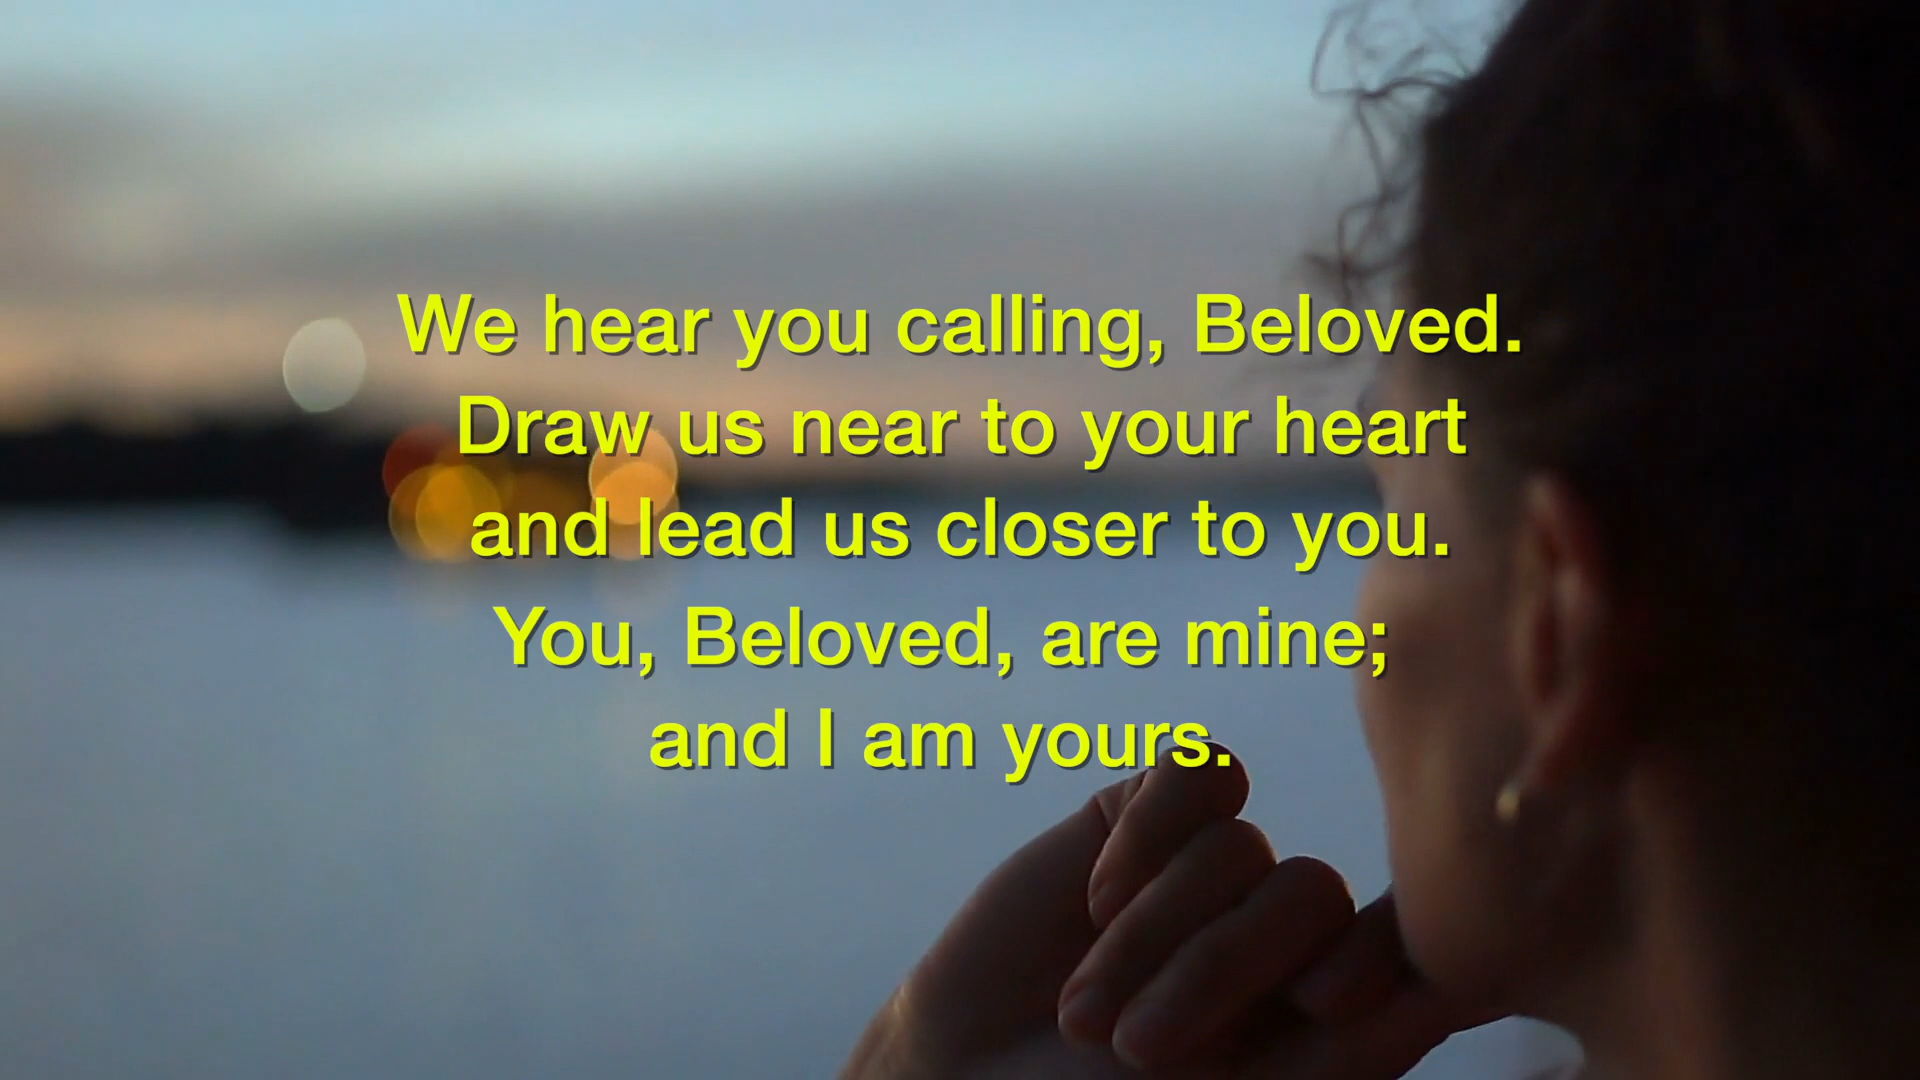 We hear you calling, Beloved.
Draw us near to your heart
and lead us closer to you.
You, Beloved, are mine;
and I am yours.